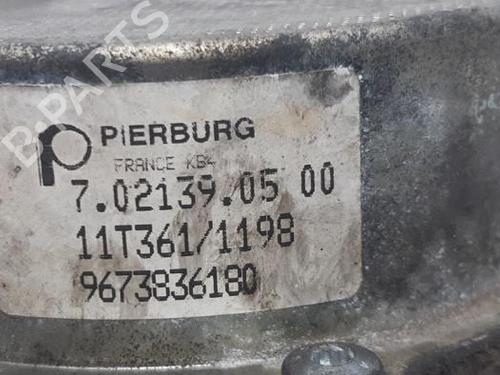 PIERBURG
FRANCE KB4
7.02139.05 00
11T361/1198
9673836180
B-PARTS